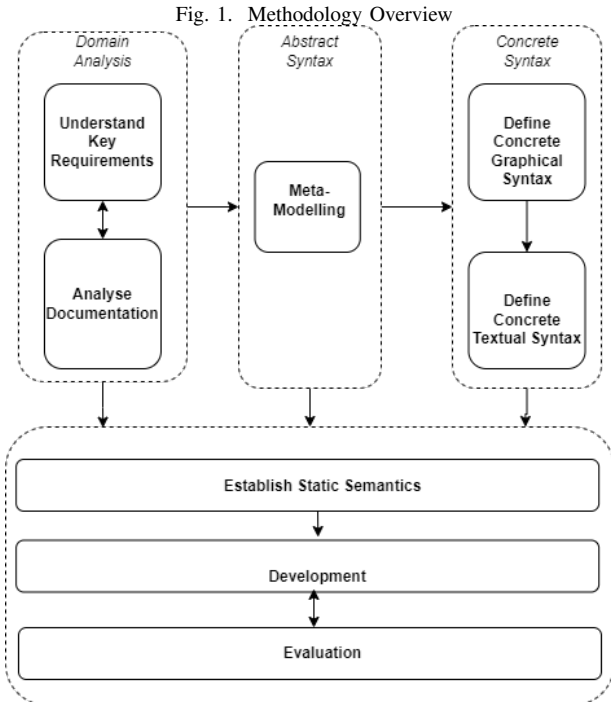 Fig. 1. Methodology Overview
Domain
Analysis
Understand
Key
Requirements
Analyse
Documentation
Abstract
Syntax
Meta-
Modelling
Concrete
Syntax
Define
Concrete
Graphical
Syntax
Define
Concrete
Textual Syntax
Establish Static Semantics
Development
Evaluation